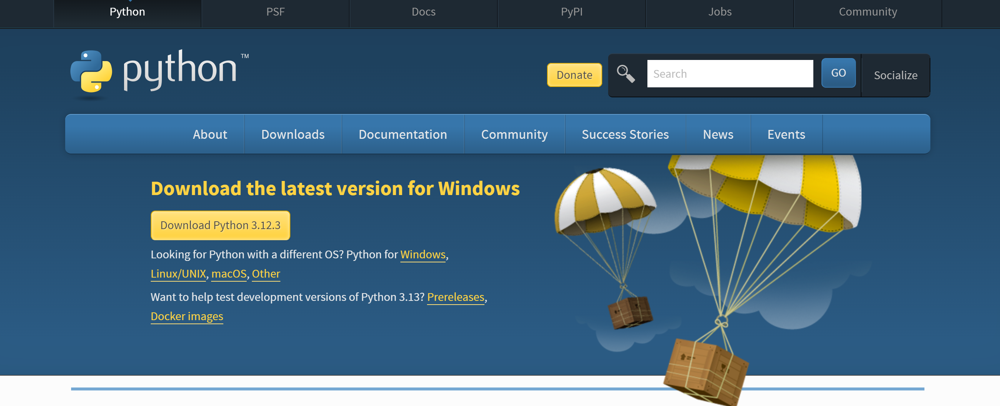 Python PSF Docs PyPI Jobs Community
python™
Donate Search GO Socialize
About Downloads Documentation Community Success Stories News Events
Download the latest version for Windows
Download Python 3.12.3
Looking for Python with a different OS? Python for Windows,
Linux/UNIX, macOS, Other
Want to help test development versions of Python 3.13? Prereleases,
Docker images